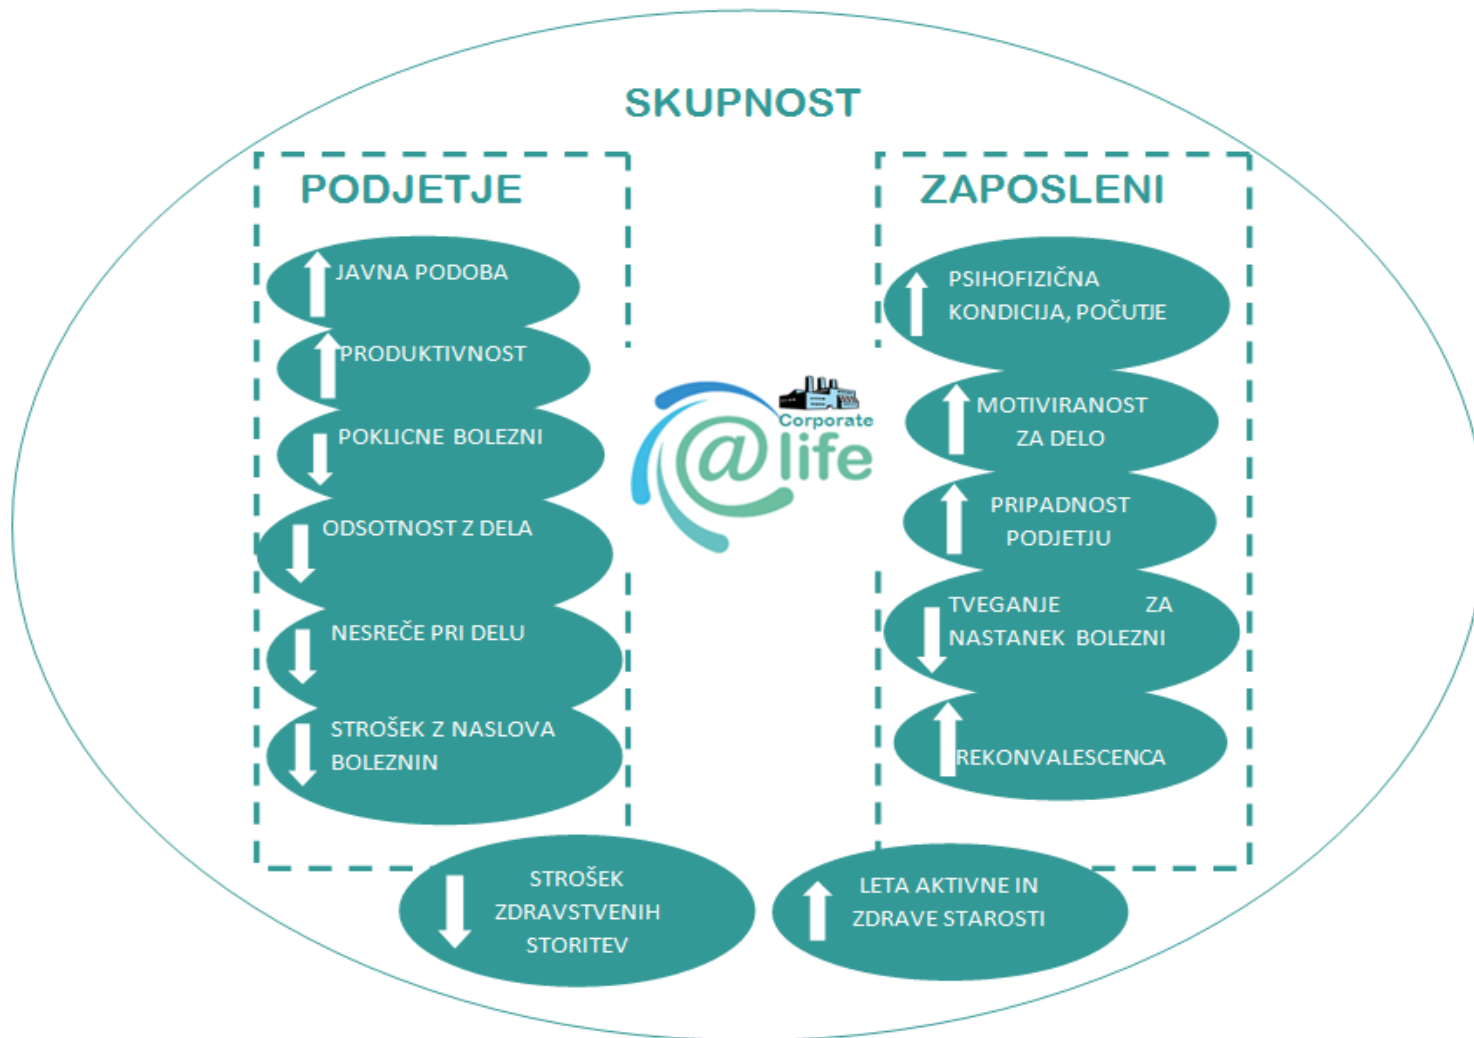 SKUPNOST
PODJETJE
JAVNA PODOBA
PRODUKTIVNOST
POKLICNE BOLEZNI
ODSOTNOST Z DELA
NESREČE PRI DELU
STROŠEK Z NASLOVA
BOLEZNIN
Corporate
@life
ZAPOSLENI
PSIHOFIZIČNA
KONDICIJA, POČUTJE
MOTIVIRANOST
ZA DELO
PRIPADNOST
PODJETJU
TVEGANJE ZA
NASTANEK BOLEZNI
REKONVALESCENCA
STROŠEK
ZDRAVSTVENIH
STORITEV
LETA AKTIVNE IN
ZDRAVE STAROSTI